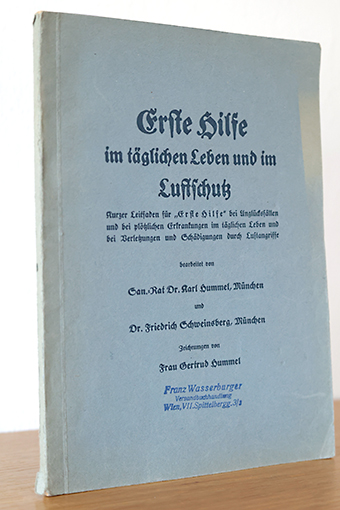 Erste Hilfe
im täglichen Leben und im
Luftschutz
Kurzer Leitfaden für „Erste Hilfe“ bei Unglücksfällen
und bei plötzlichen Erkrankungen im täglichen Leben und
bei Verletzungen und Schädigungen durch Luftangriffe
bearbeitet von
San.-Rat Dr. Karl Hummel, München
und
Dr. Friedrich Schweinsberg, München
Zeichnungen von
Frau Gertrud Hummel
Franz Wasserburger
Versandbuchhandlung
Wien, VII. Spittelbergg. 3/8